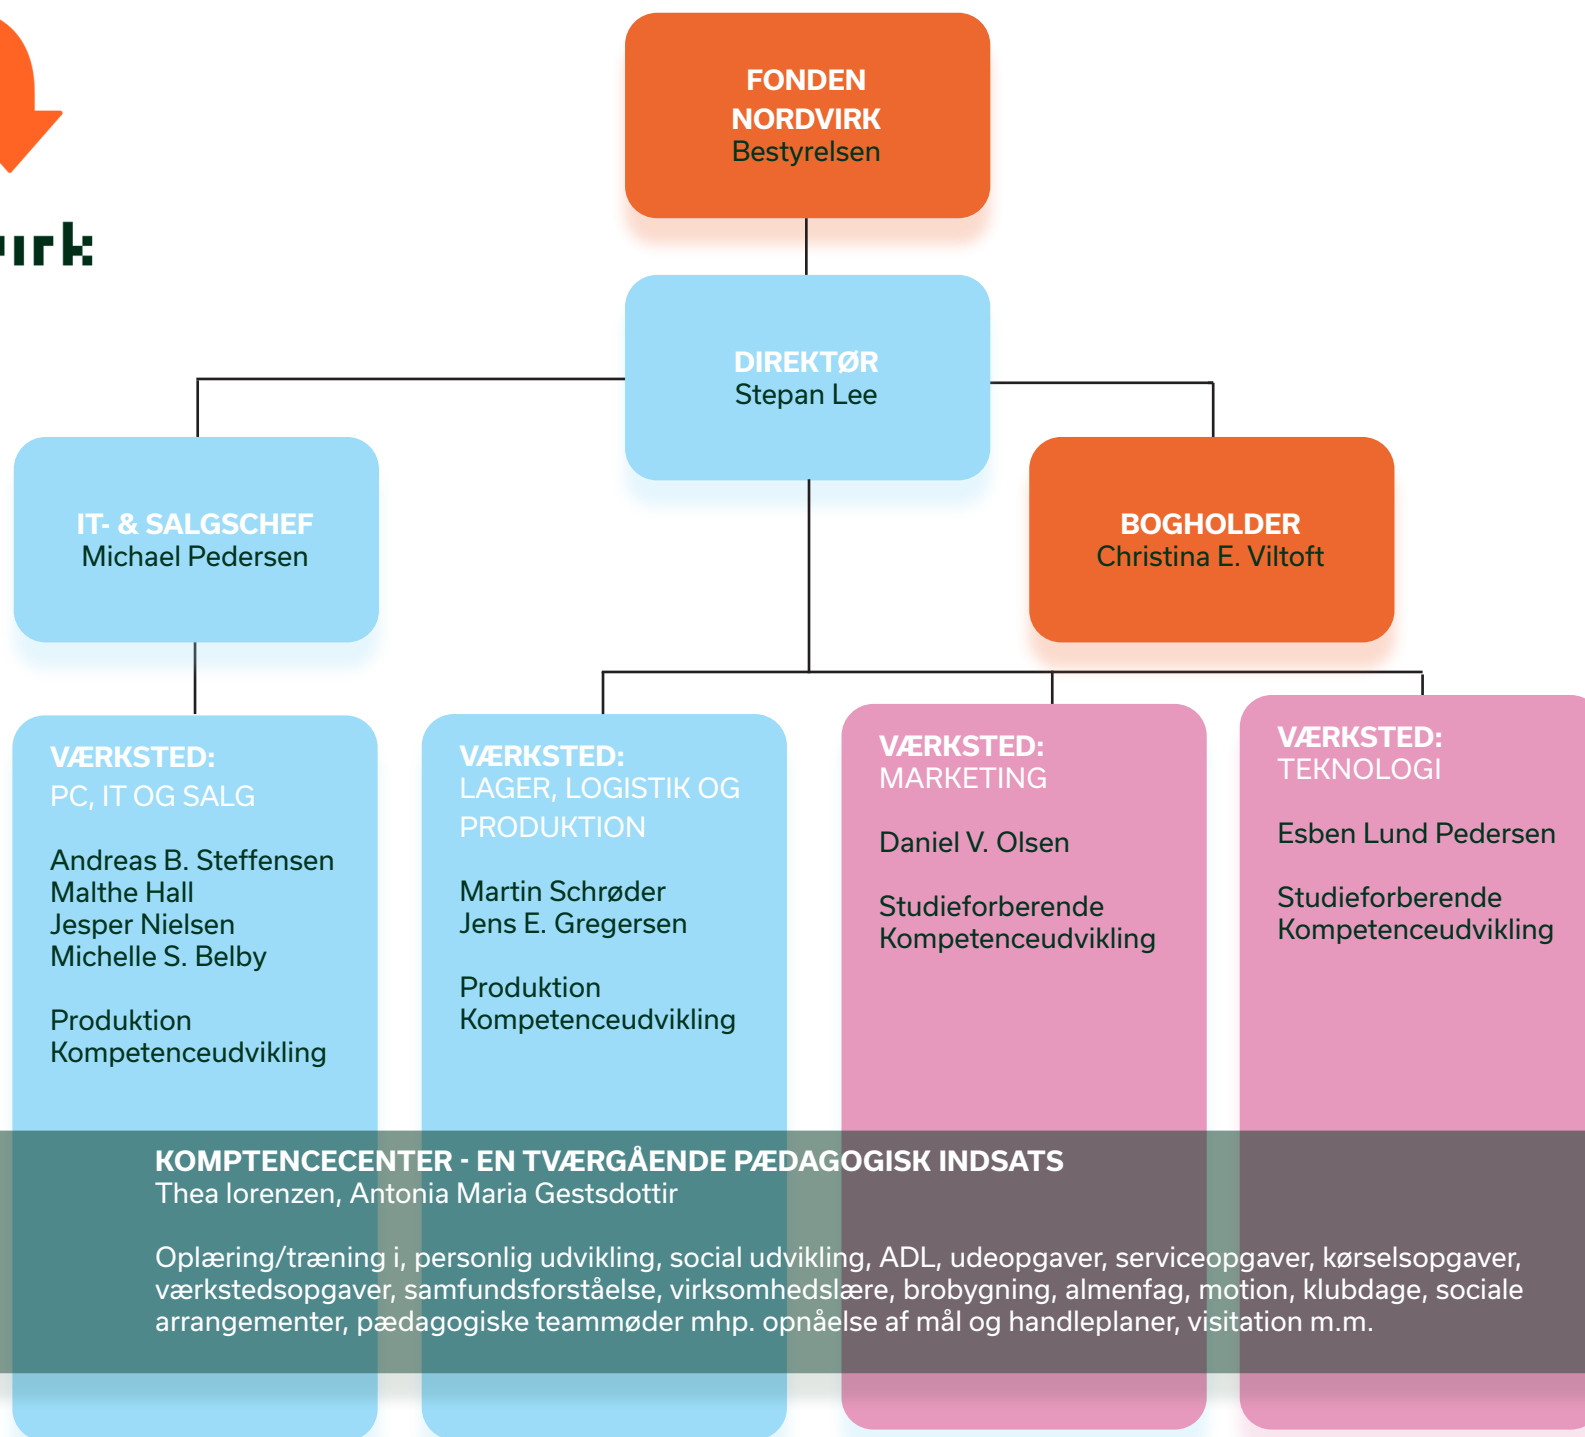 FONDEN
NORDVIRK
Bestyrelsen
irk
DIREKTØR
Stepan Lee
IT- & SALGSCHEF
Michael Pedersen
BOGHOLDER
Christina E. Viltoft
VÆRKSTED:
PC, IT OG SALG
Andreas B. Steffensen
Malthe Hall
Jesper Nielsen
Michelle S. Belby
Produktion
Kompetenceudvikling
VÆRKSTED:
LAGER, LOGISTIK OG
PRODUKTION
Martin Schrøder
Jens E. Gregersen
Produktion
Kompetenceudvikling
VÆRKSTED:
MARKETING
Daniel V. Olsen
Studieforberende
Kompetenceudvikling
VÆRKSTED:
TEKNOLOGI
Esben Lund Pedersen
Studieforberende
Kompetenceudvikling
KOMPTENCECENTER - EN TVÆRGÅENDE PÆDAGOGISK INDSATS
Thea lorenzen, Antonia Maria Gestsdottir
Oplæring/træning i, personlig udvikling, social udvikling, ADL, udeopgaver, serviceopgaver, kørselsopgaver,
værkstedsopgaver, samfundsforståelse, virksomhedslære, brobygning, almenfag, motion, klubdage, sociale
arrangementer, pædagogiske teammøder mhp. opnåelse af mål og handleplaner, visitation m.m.